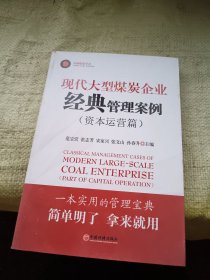 现代大型煤炭企业
经典管理案例
（资本运营篇）
CLASSICAL MANAGEMENT CASES OF
MODERN LARGE-SCALE
COAL ENTERPRISE
(PART OF CAPITAL OPERATION)
一本实用的管理宝典
简单明了 拿来就用